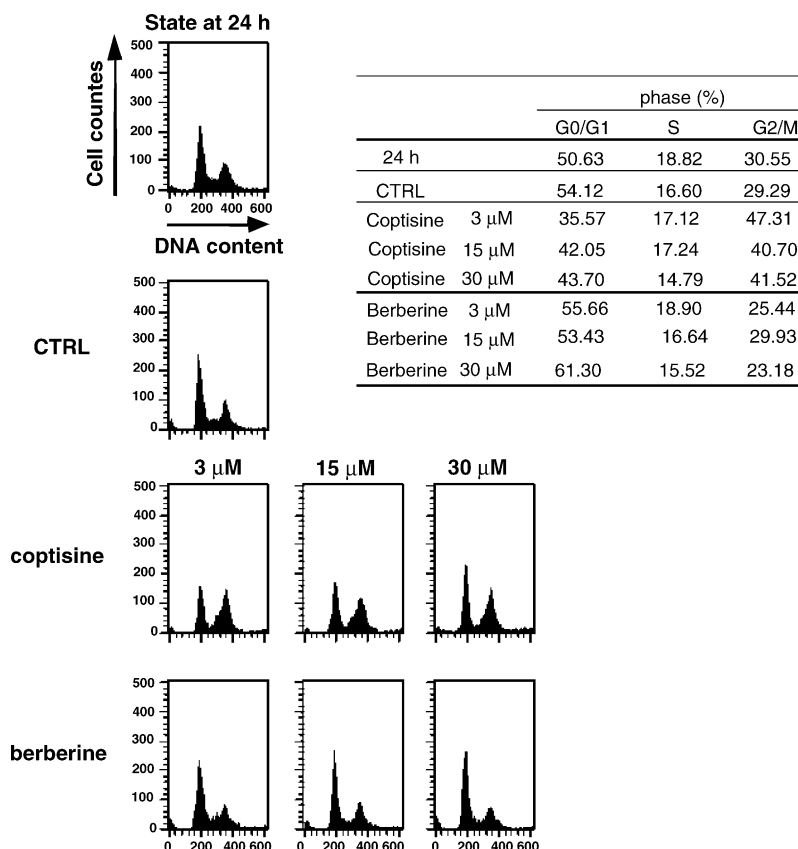 State at 24 h
500
400
300
200
100
0
0 200 400 600
Cell countes
DNA content
phase (%)
G0/G1 S G2/M
24 h 50.63 18.82 30.55
CTRL 54.12 16.60 29.29
Coptisine 3 μM 35.57 17.12 47.31
Coptisine 15 μM 42.05 17.24 40.70
Coptisine 30 μM 43.70 14.79 41.52
Berberine 3 μM 55.66 18.90 25.44
Berberine 15 μM 53.43 16.64 29.93
Berberine 30 μM 61.30 15.52 23.18
CTRL
500
400
300
200
100
0
3 μM 15 μM 30 μM
coptisine
500
400
300
200
100
0
berberine
500
400
300
200
100
0
0 200 400 600 0 200 400 600 0 200 400 600